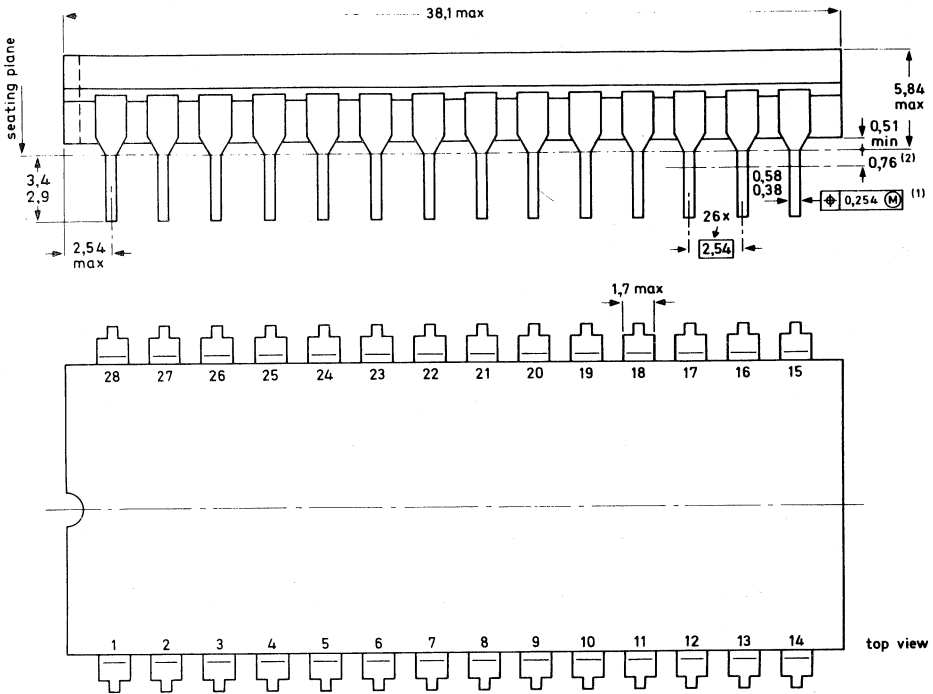 38,1 max
seating plane
5,84
max
0,51
min
0,76 (2)
3,4
2,9
0,58
0,38
0,254 M (1)
26x
2,54
2,54
max
1,7 max
28 27 26 25 24 23 22 21 20 19 18 17 16 15
1 2 3 4 5 6 7 8 9 10 11 12 13 14
top view